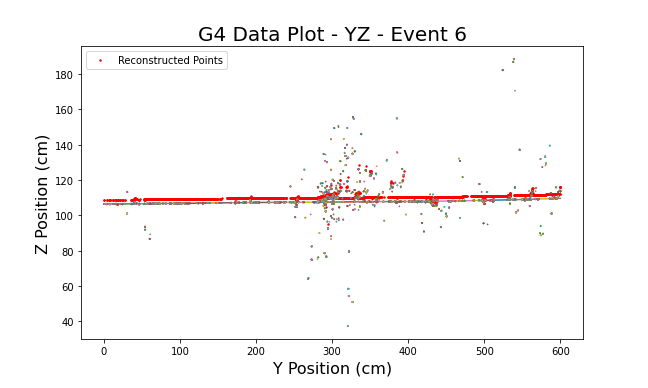 G4 Data Plot - YZ - Event 6
Reconstructed Points
Z Position (cm)
180
160
140
120
100
80
60
40
0 100 200 300 400 500 600
Y Position (cm)